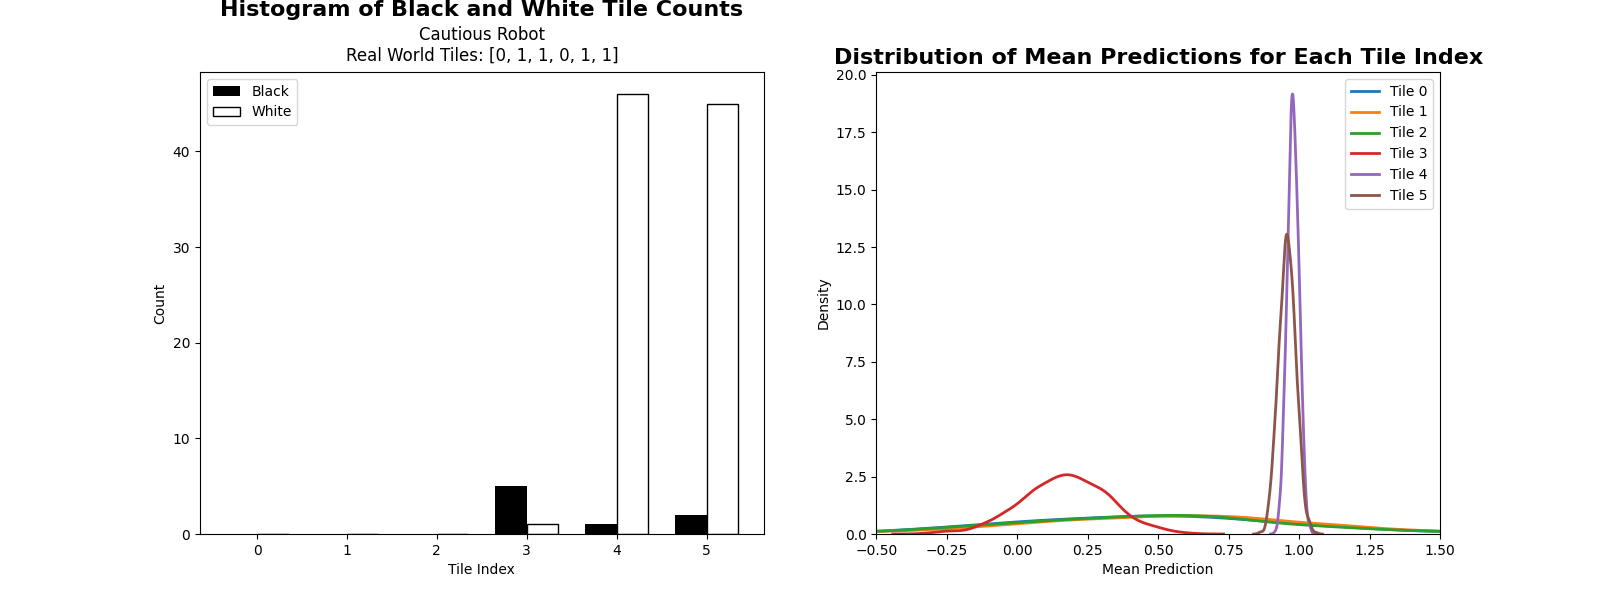 Histogram of Black and White Tile Counts
Cautious Robot
Real World Tiles: [0, 1, 1, 0, 1, 1]
Black
White
Count
40
30
20
10
0
0 1 2 3 4 5
Tile Index
Distribution of Mean Predictions for Each Tile Index
Tile 0
Tile 1
Tile 2
Tile 3
Tile 4
Tile 5
Density
20.0
17.5
15.0
12.5
10.0
7.5
5.0
2.5
0.0
−0.50 −0.25 0.00 0.25 0.50 0.75 1.00 1.25 1.50
Mean Prediction